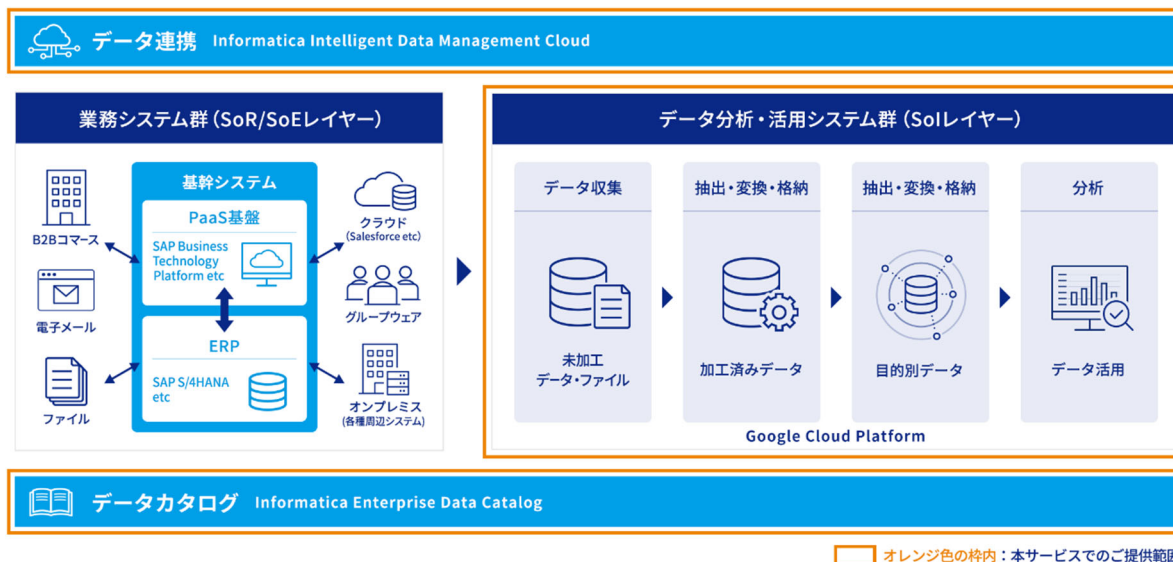 データ連携 Informatica Intelligent Data Management Cloud
業務システム群（SoR/SoEレイヤー）
基幹システム
PaaS基盤
SAP Business
Technology
Platform etc
ERP
SAP S/4HANA
etc
B2Bコマース
電子メール
ファイル
クラウド
(Salesforce etc)
グループウェア
オンプレミス
(各種周辺システム)
データ分析・活用システム群（SoIレイヤー）
データ収集
未加工
データ・ファイル
抽出・変換・格納
加工済みデータ
抽出・変換・格納
目的別データ
分析
データ活用
Google Cloud Platform
データカタログ Informatica Enterprise Data Catalog
オレンジ色の枠内：本サービスでのご提供範囲